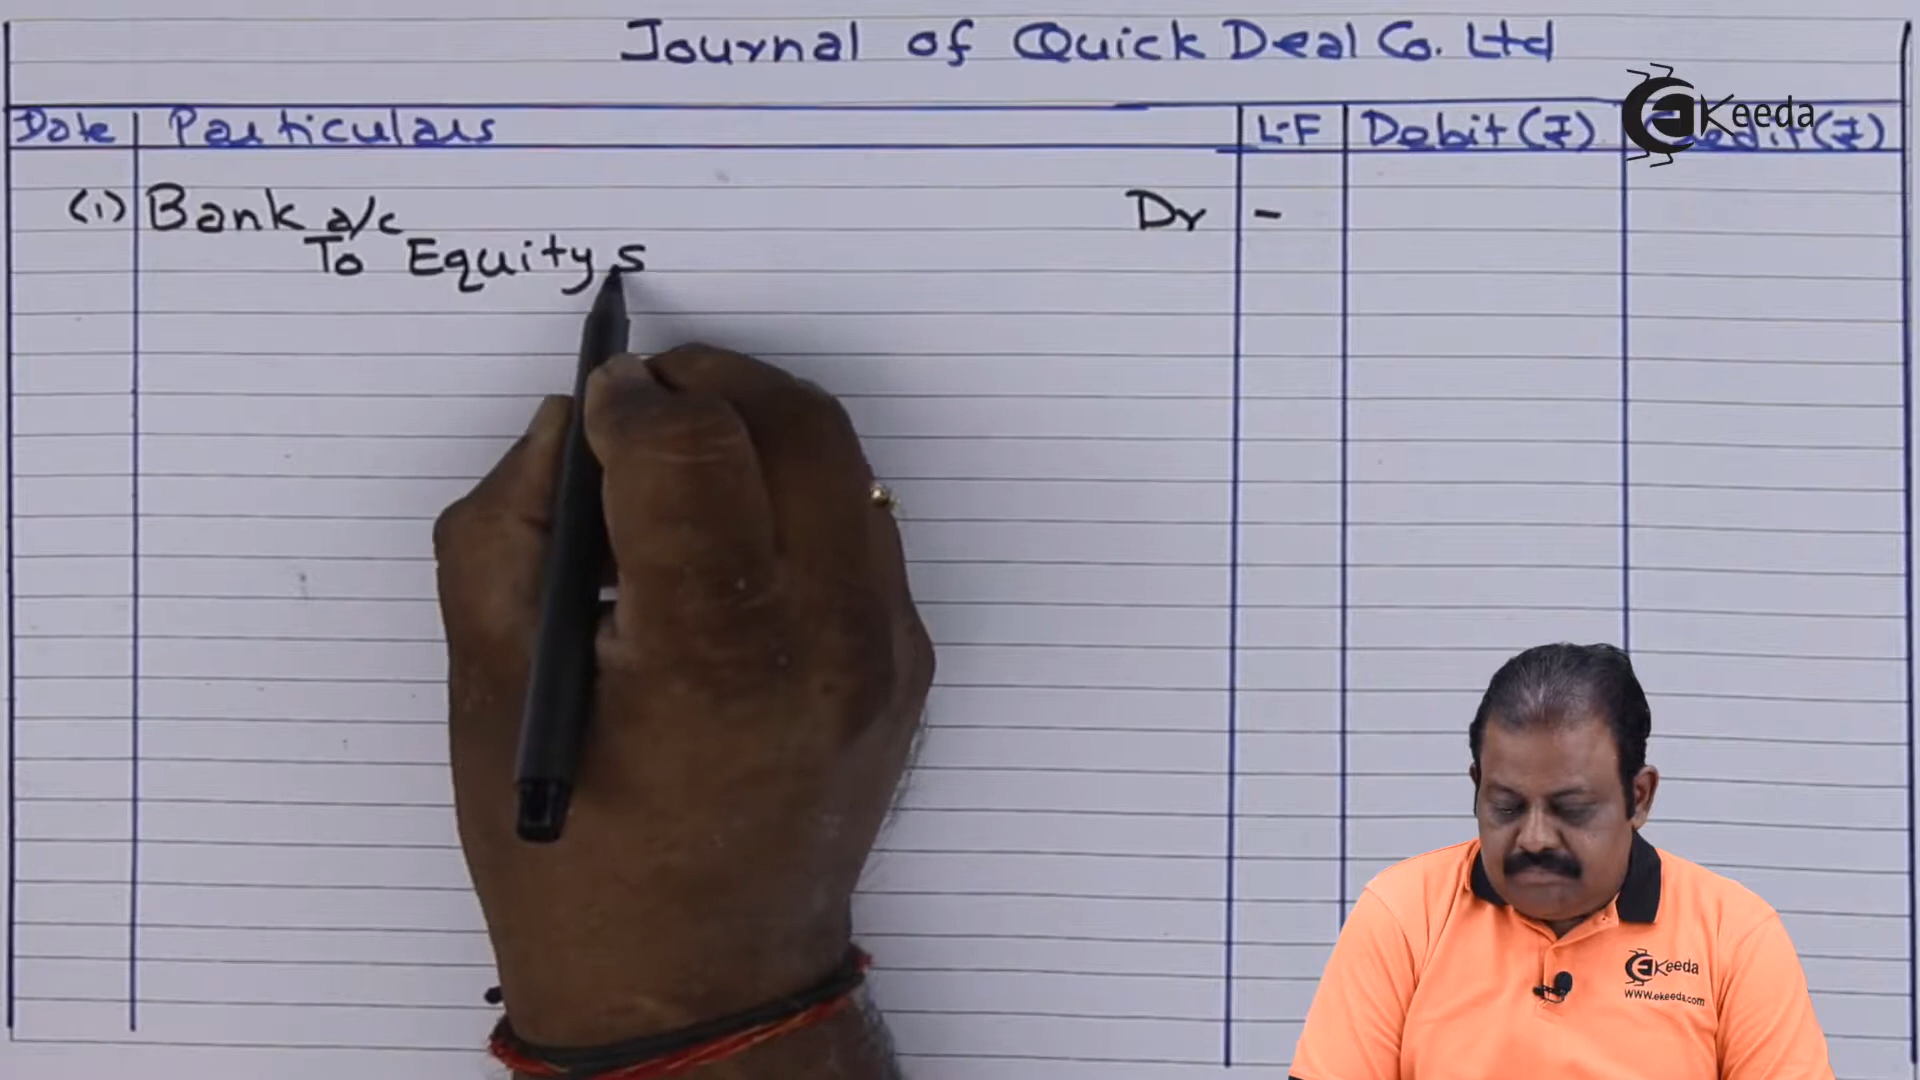 Journal of Quick Deal Co. Ltd
Date Particulars L.F Debit (₹) Credit (₹)
(1) Bank a/c Dr -
To Equity s
Keeda
Keeda
www.ekeeda.com